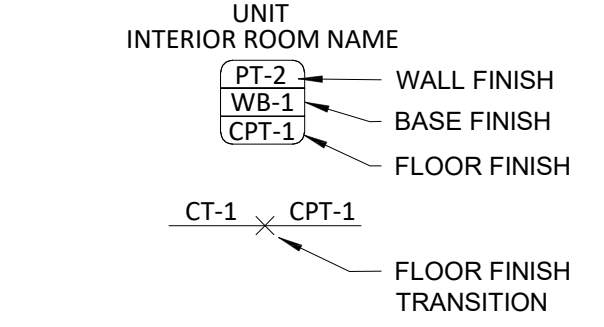 UNIT
INTERIOR ROOM NAME
PT-2
WALL FINISH
WB-1
BASE FINISH
CPT-1
FLOOR FINISH
CT-1 CPT-1
FLOOR FINISH
TRANSITION